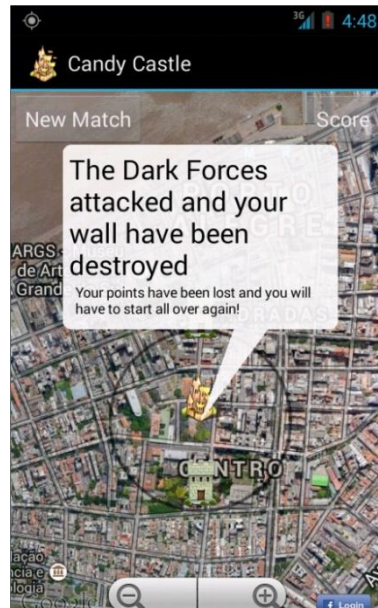 3G 4:48
Candy Castle
New Match
Score
The Dark Forces
attacked and your
wall have been
destroyed
Your points have been lost and you will
have to start all over again!
PORTO
ALEGRE
ARGS
de Art
Grand
CENTRO
Login